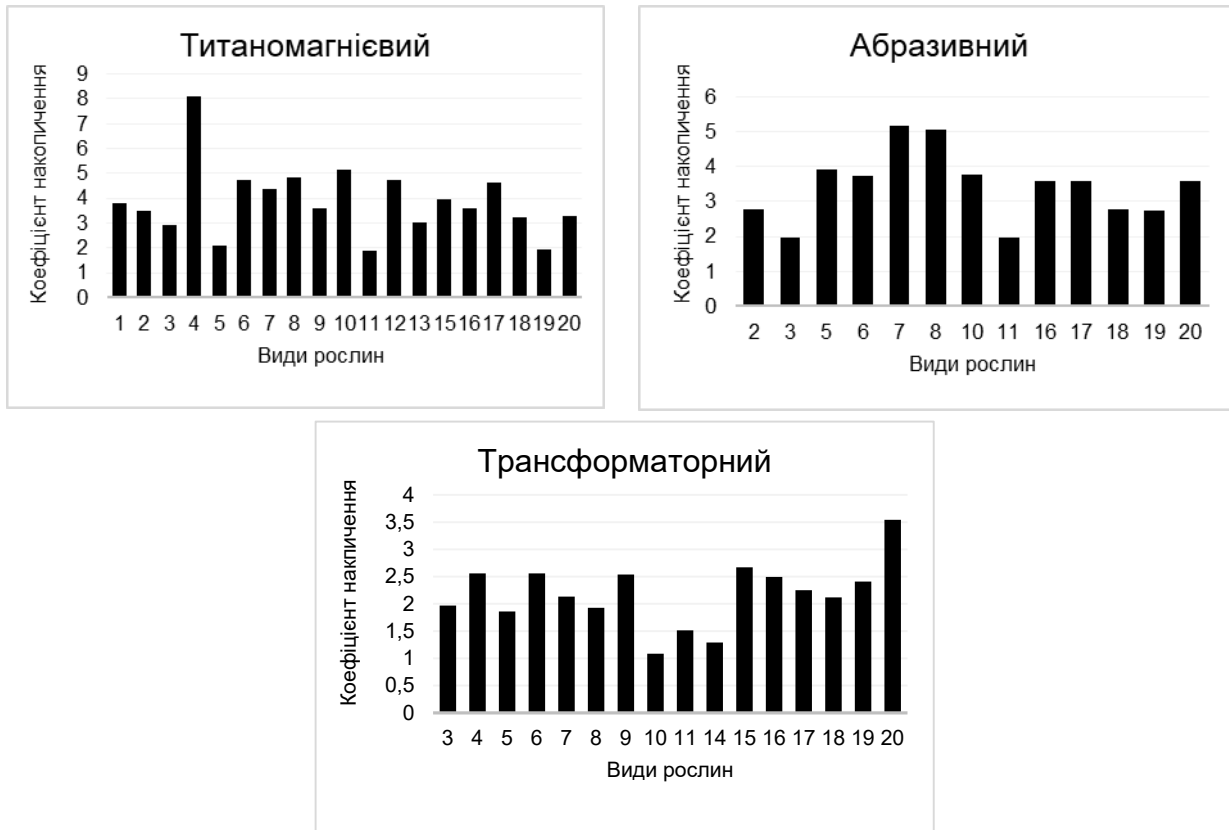 Титаномагнієвий
Коефіцієнт накопичення
9
8
7
6
5
4
3
2
1
0
1 2 3 4 5 6 7 8 9 10 11 12 13 15 16 17 18 19 20
Види рослин
Абразивний
Коефіцієнт накопичення
6
5
4
3
2
1
0
2 3 5 6 7 8 10 11 16 17 18 19 20
Види рослин
Трансформаторний
Коефіцієнт накпичення
4
3,5
3
2,5
2
1,5
1
0,5
0
3 4 5 6 7 8 9 10 11 14 15 16 17 18 19 20
Види рослин